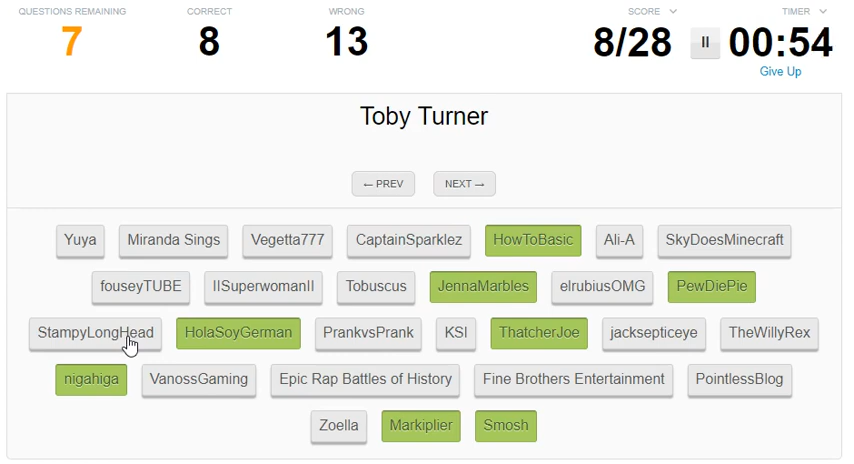 QUESTIONS REMAINING CORRECT WRONG SCORE TIMER
7 8 13 8/28 II 00:54
Give Up
Toby Turner
← PREV NEXT →
Yuya Miranda Sings Vegetta777 CaptainSparklez HowToBasic Ali-A SkyDoesMinecraft
fouseyTUBE IISuperwomanII Tobuscus JennaMarbles elrubiusOMG PewDiePie
StampyLongHead HolaSoyGerman PrankvsPrank KSI ThatcherJoe jacksepticeye TheWillyRex
nigahiga VanossGaming Epic Rap Battles of History Fine Brothers Entertainment PointlessBlog
Zoella Markiplier Smosh